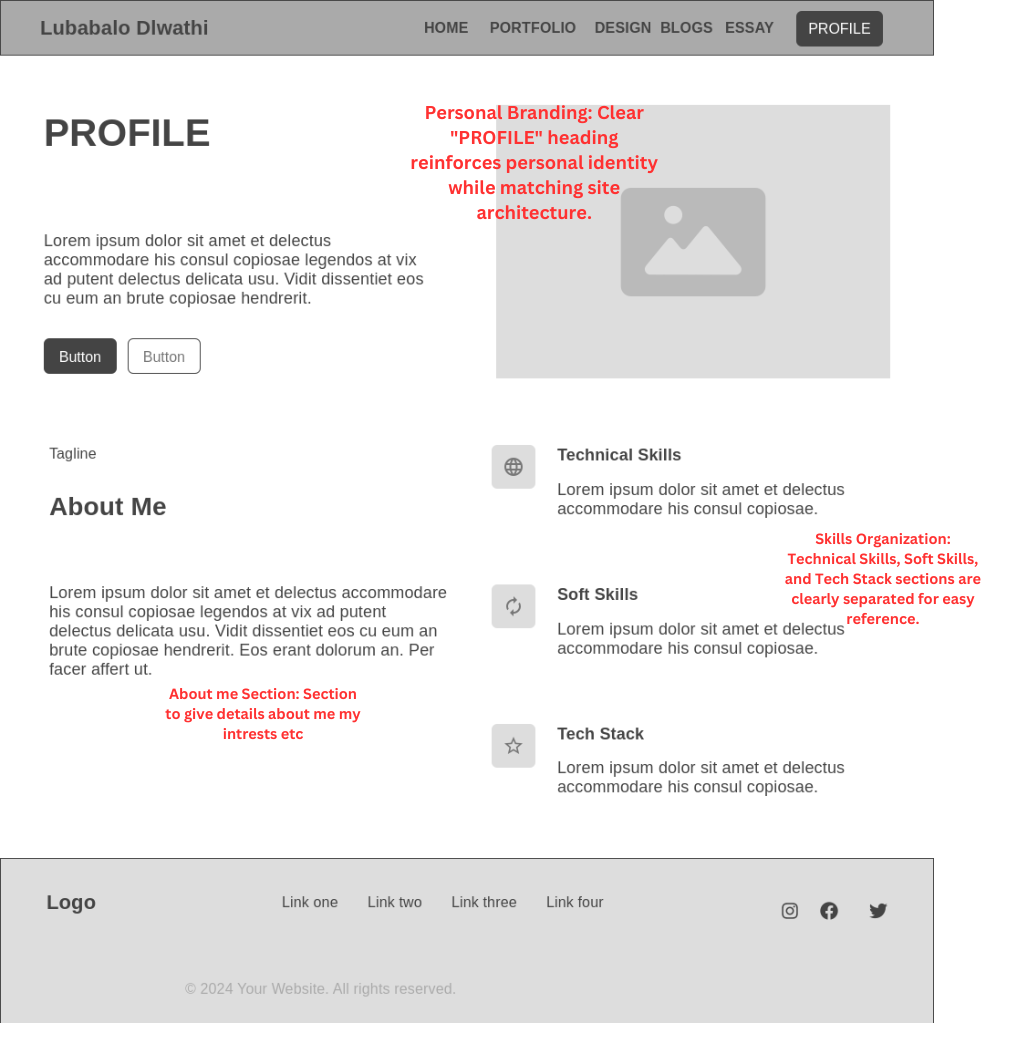 Lubabalo Dlwathi
HOME PORTFOLIO DESIGN BLOGS ESSAY PROFILE
PROFILE
Personal Branding: Clear
"PROFILE" heading
reinforces personal identity
while matching site
architecture.
Lorem ipsum dolor sit amet et delectus
accommodare his consul copiosae legendos at vix
ad putent delectus delicata usu. Vidit dissentiet eos
cu eum an brute copiosae hendrerit.
Button Button
Tagline
About Me
Lorem ipsum dolor sit amet et delectus accommodare
his consul copiosae legendos at vix ad putent
delectus delicata usu. Vidit dissentiet eos cu eum an
brute copiosae hendrerit. Eos erant dolorum an. Per
facer affert ut.
About me Section: Section
to give details about me my
intrests etc
Technical Skills
Lorem ipsum dolor sit amet et delectus
accommodare his consul copiosae.
Skills Organization:
Technical Skills, Soft Skills,
and Tech Stack sections are
clearly separated for easy
reference.
Soft Skills
Lorem ipsum dolor sit amet et delectus
accommodare his consul copiosae.
Tech Stack
Lorem ipsum dolor sit amet et delectus
accommodare his consul copiosae.
Logo
Link one Link two Link three Link four
© 2024 Your Website. All rights reserved.